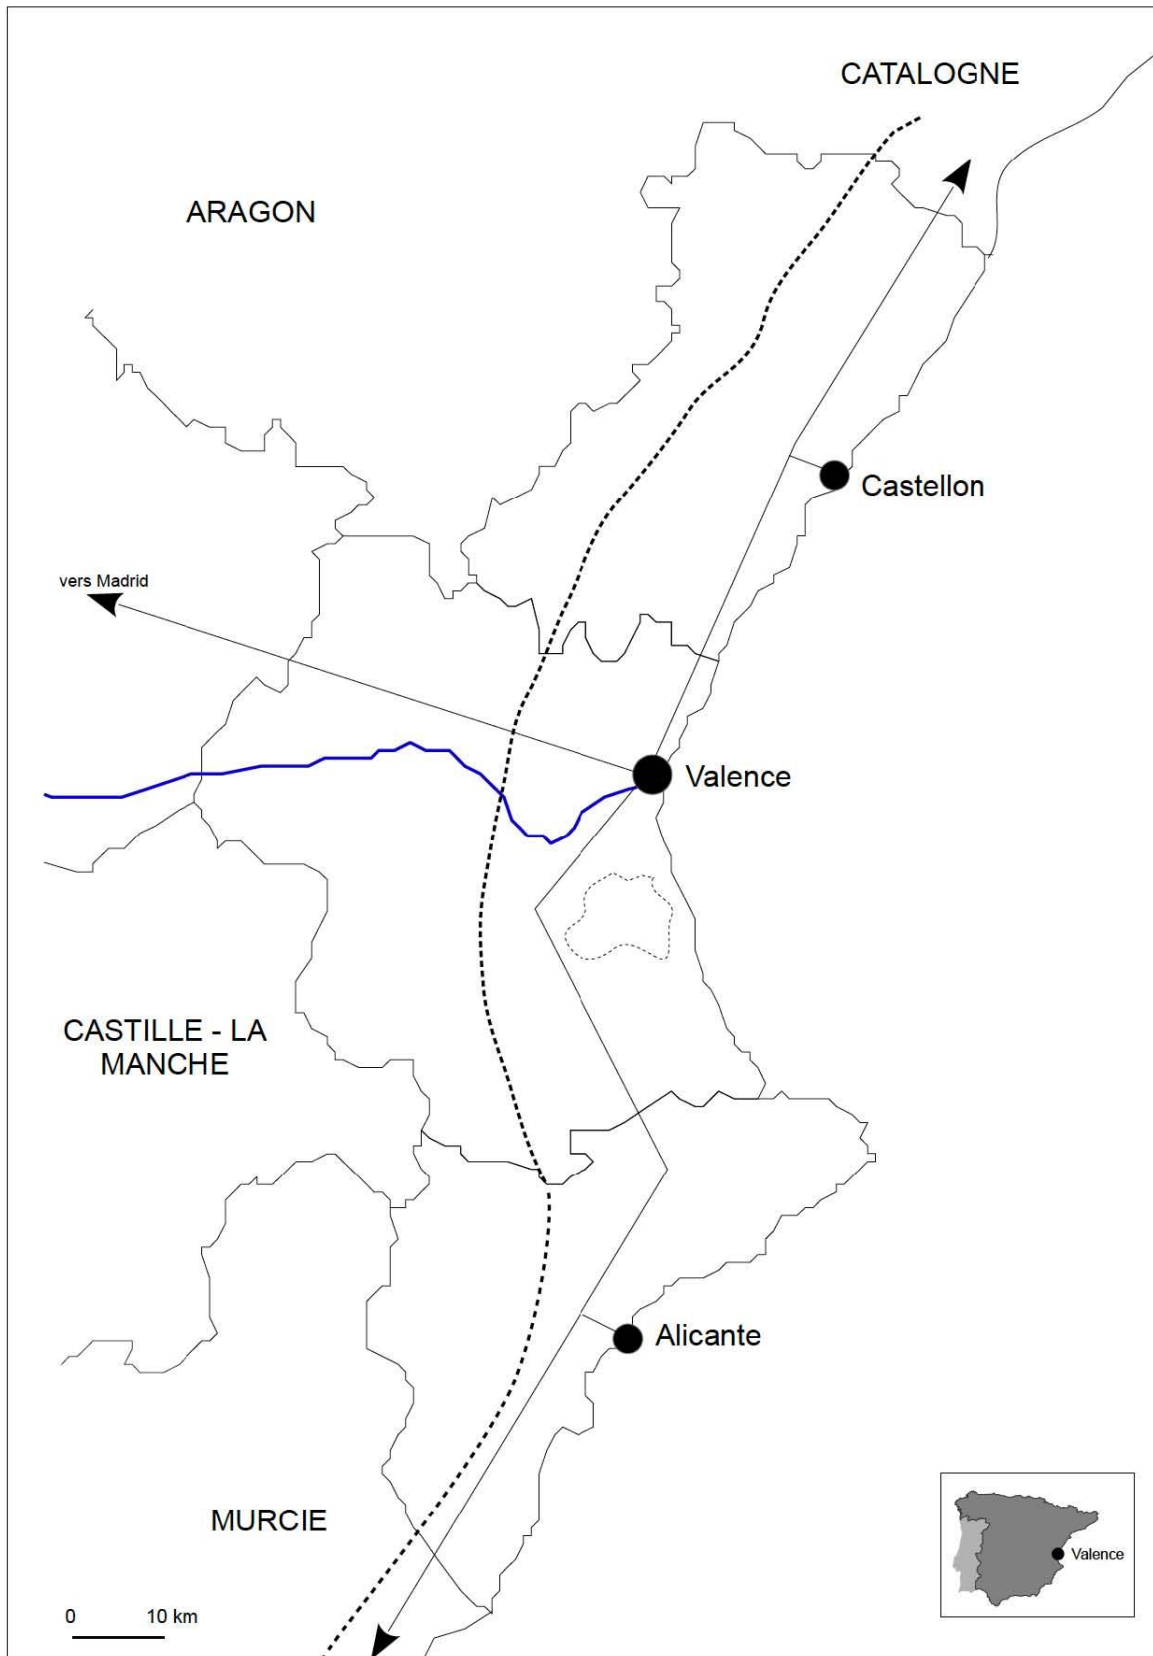 CATALOGNE
ARAGON
Castellon
vers Madrid
Valence
CASTILLE - LA
MANCHE
Alicante
MURCIE
Valence
0 10 km